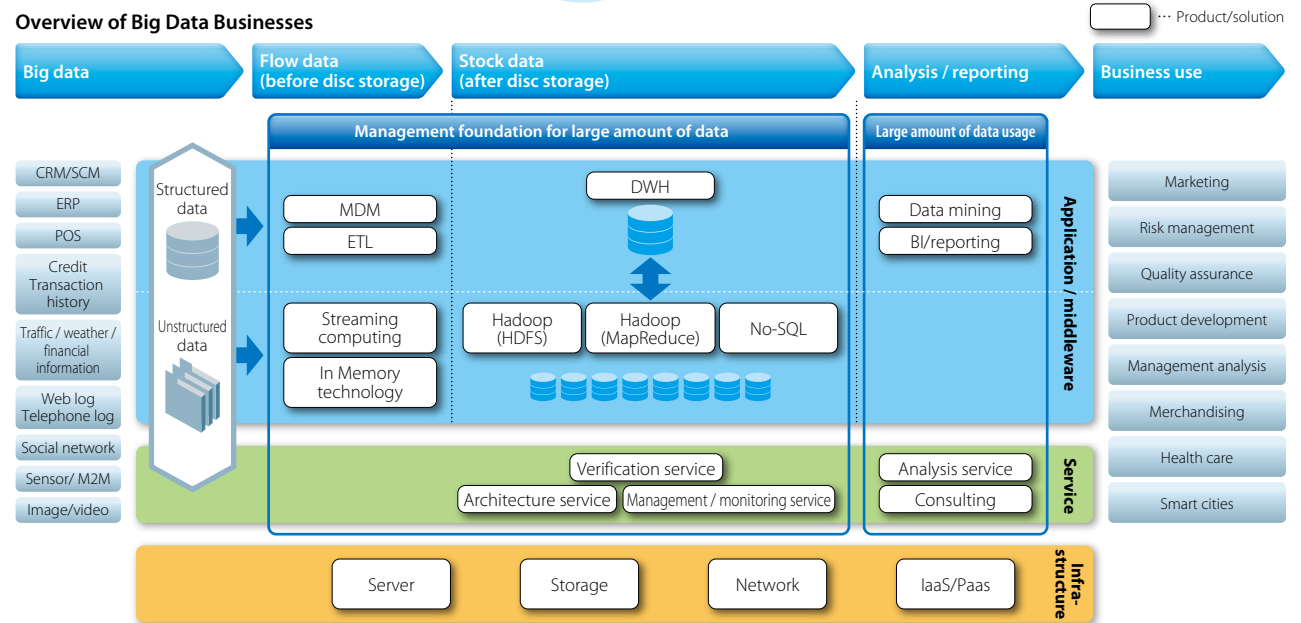 Overview of Big Data Businesses
··· Product/solution
Big data
Flow data
(before disc storage)
Stock data
(after disc storage)
Analysis / reporting
Business use
Management foundation for large amount of data
Large amount of data usage
CRM/SCM
ERP
POS
Credit
Transaction
history
Traffic / weather /
financial
information
Web log
Telephone log
Social network
Sensor/ M2M
Image/video
Structured
data
Unstructured
data
MDM
ETL
Streaming
computing
In Memory
technology
DWH
Hadoop
(HDFS)
Hadoop
(MapReduce)
No-SQL
Data mining
BI/reporting
Application / middleware
Verification service
Architecture service
Management / monitoring service
Analysis service
Consulting
Service
Server
Storage
Network
IaaS/Paas
Infra-
structure
Marketing
Risk management
Quality assurance
Product development
Management analysis
Merchandising
Health care
Smart cities